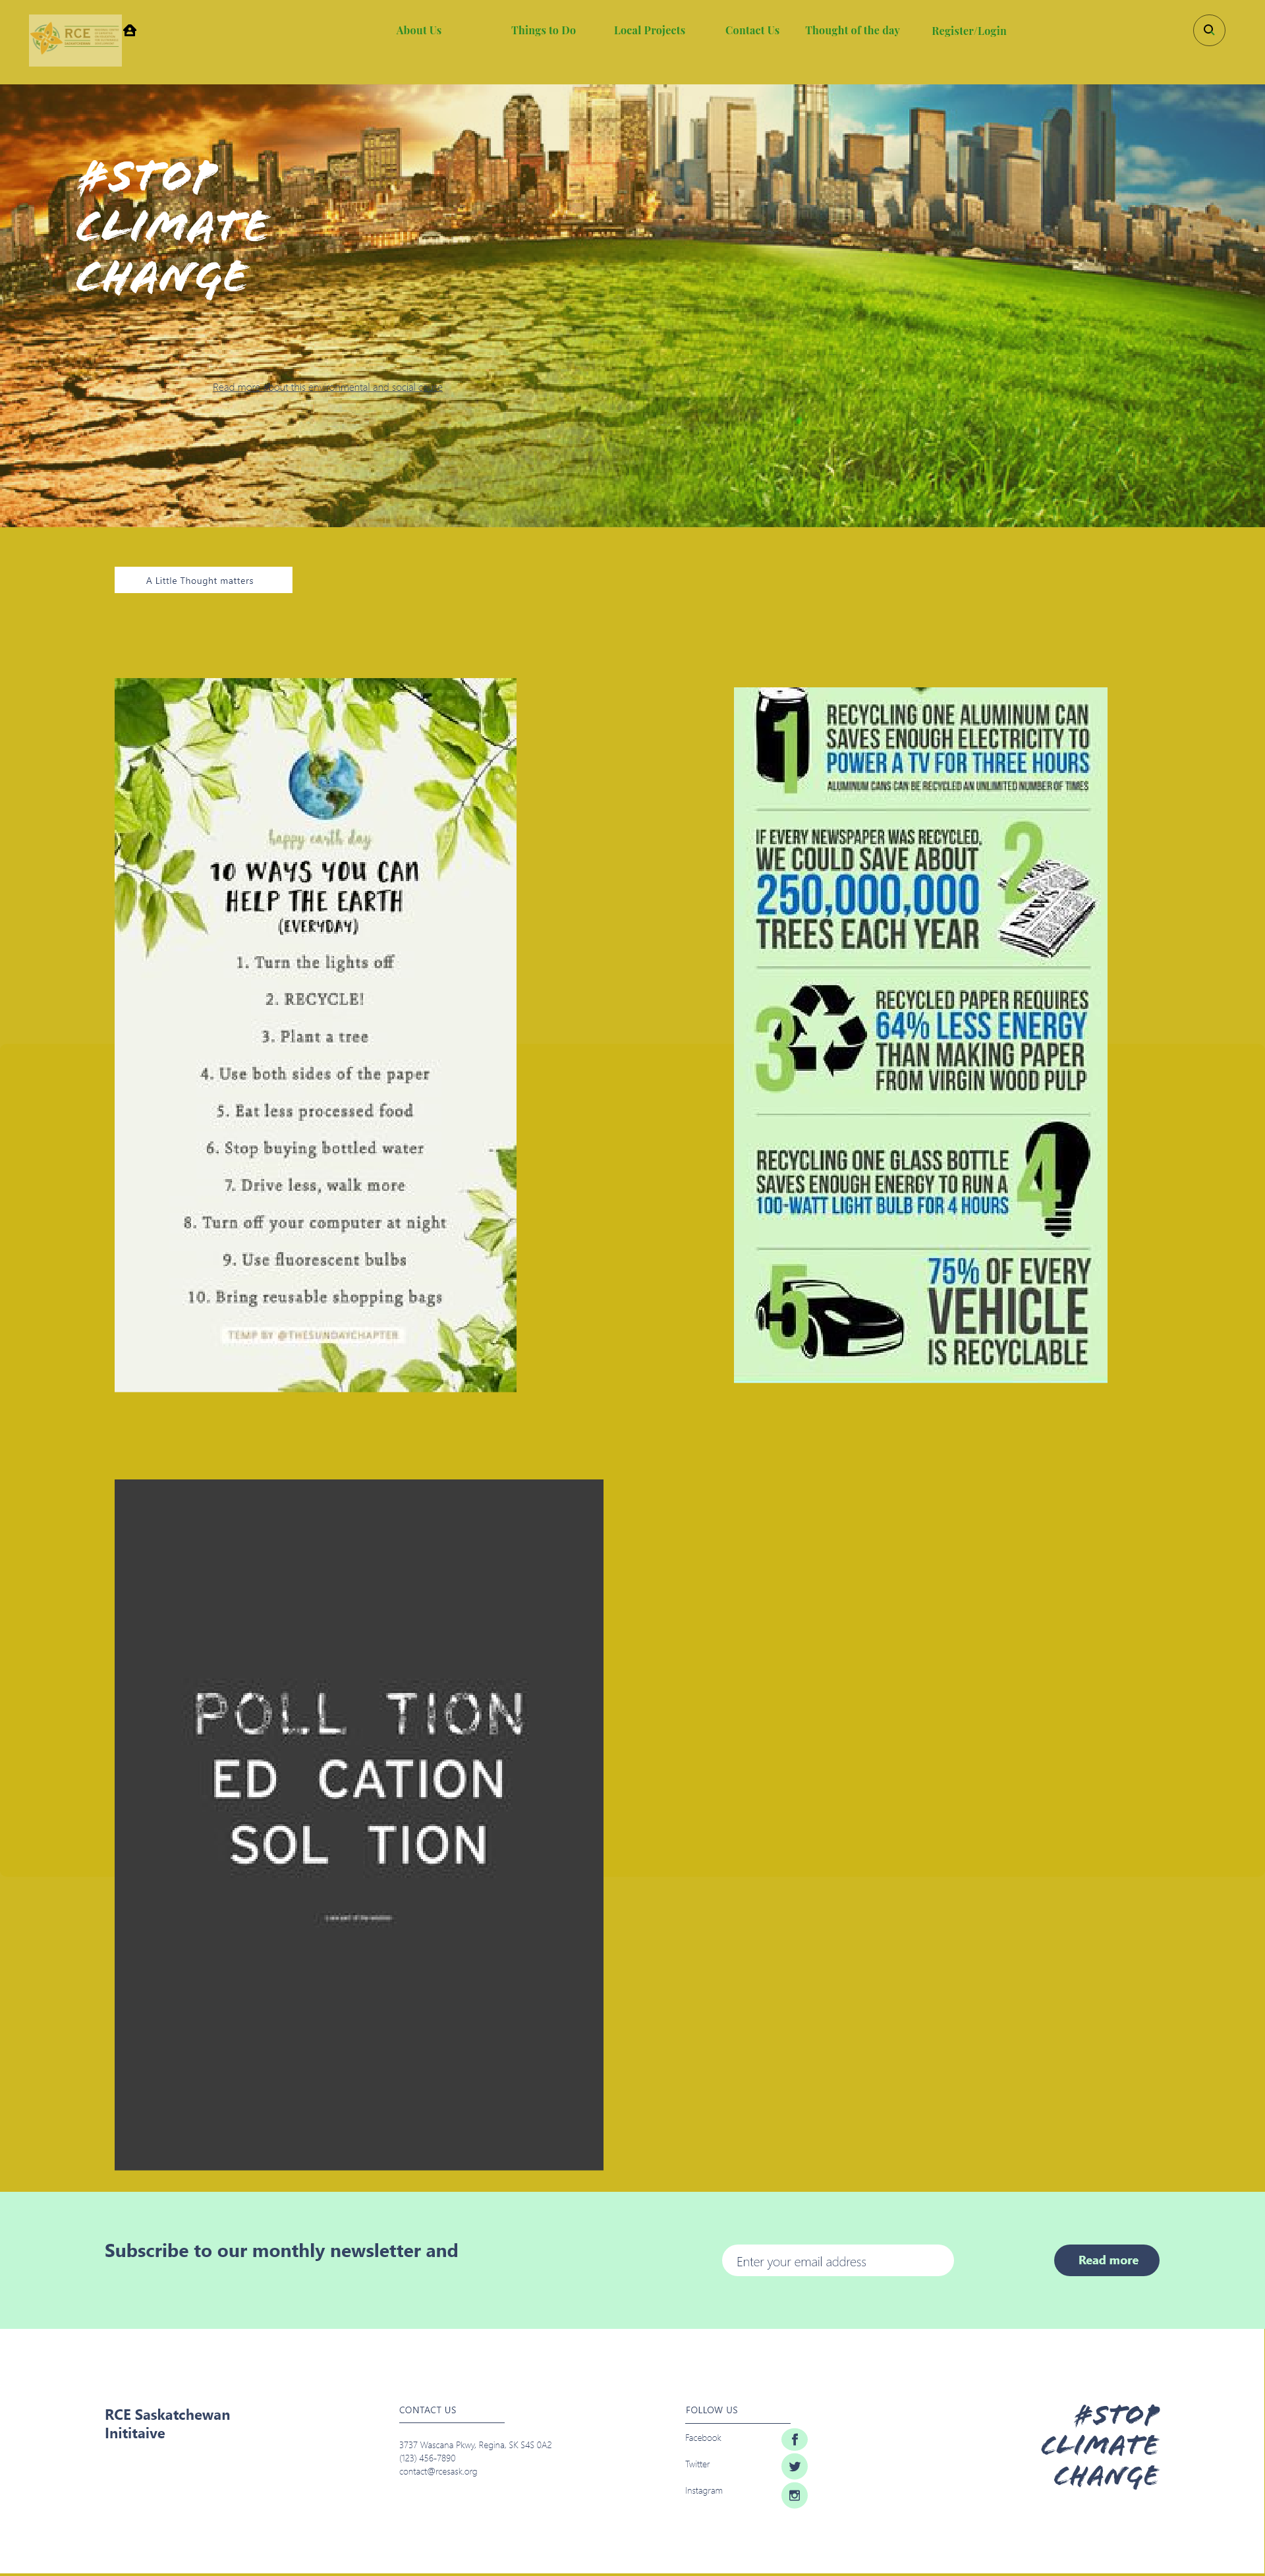 RCE
About Us
Things to Do
Local Projects
Contact Us
Thought of the day
Register/Login
#STOP
CLIMATE
CHANGE
Read more about this environmental and social
A Little Thought matters
happy earth day
10 WAYS YOU CAN
HELP THE EARTH
(EVERYDAY)
1. Turn the lights off
2. RECYCLE!
3. Plant a tree
4. Use both sides of the paper
5. Eat less processed food
6. Stop buying bottled water
7. Drive less, walk more
8. Turn off your computer at night
9. Use fluorescent bulbs
10. Bring reusable shopping bags
TEMP BY @THESUNDAYCHAPTER
1
RECYCLING ONE ALUMINUM CAN
SAVES ENOUGH ELECTRICITY TO
POWER A TV FOR THREE HOURS
ALUMINUM CANS CAN BE RECYCLED AN UNLIMITED NUMBER OF TIMES
IF EVERY NEWSPAPER WAS RECYCLED,
WE COULD SAVE ABOUT
250,000,000
TREES EACH YEAR
2
NEWS
3
RECYCLED PAPER REQUIRES
64% LESS ENERGY
THAN MAKING PAPER
FROM VIRGIN WOOD PULP
RECYCLING ONE GLASS BOTTLE
SAVES ENOUGH ENERGY TO RUN A
100-WATT LIGHT BULB FOR 4 HOURS
4
5
75% OF EVERY
VEHICLE
IS RECYCLABLE
POLL TION
ED CATION
SOL TION
Subscribe to our monthly newsletter and
Enter your email address
Read more
RCE Saskatchewan
Inititaive
CONTACT US
3737 Wascana Pkwy, Regina, SK S4S 0A2
(123) 456-7890
contact@rcesask.org
FOLLOW US
Facebook
Twitter
Instagram
#STOP
CLIMATE
CHANGE